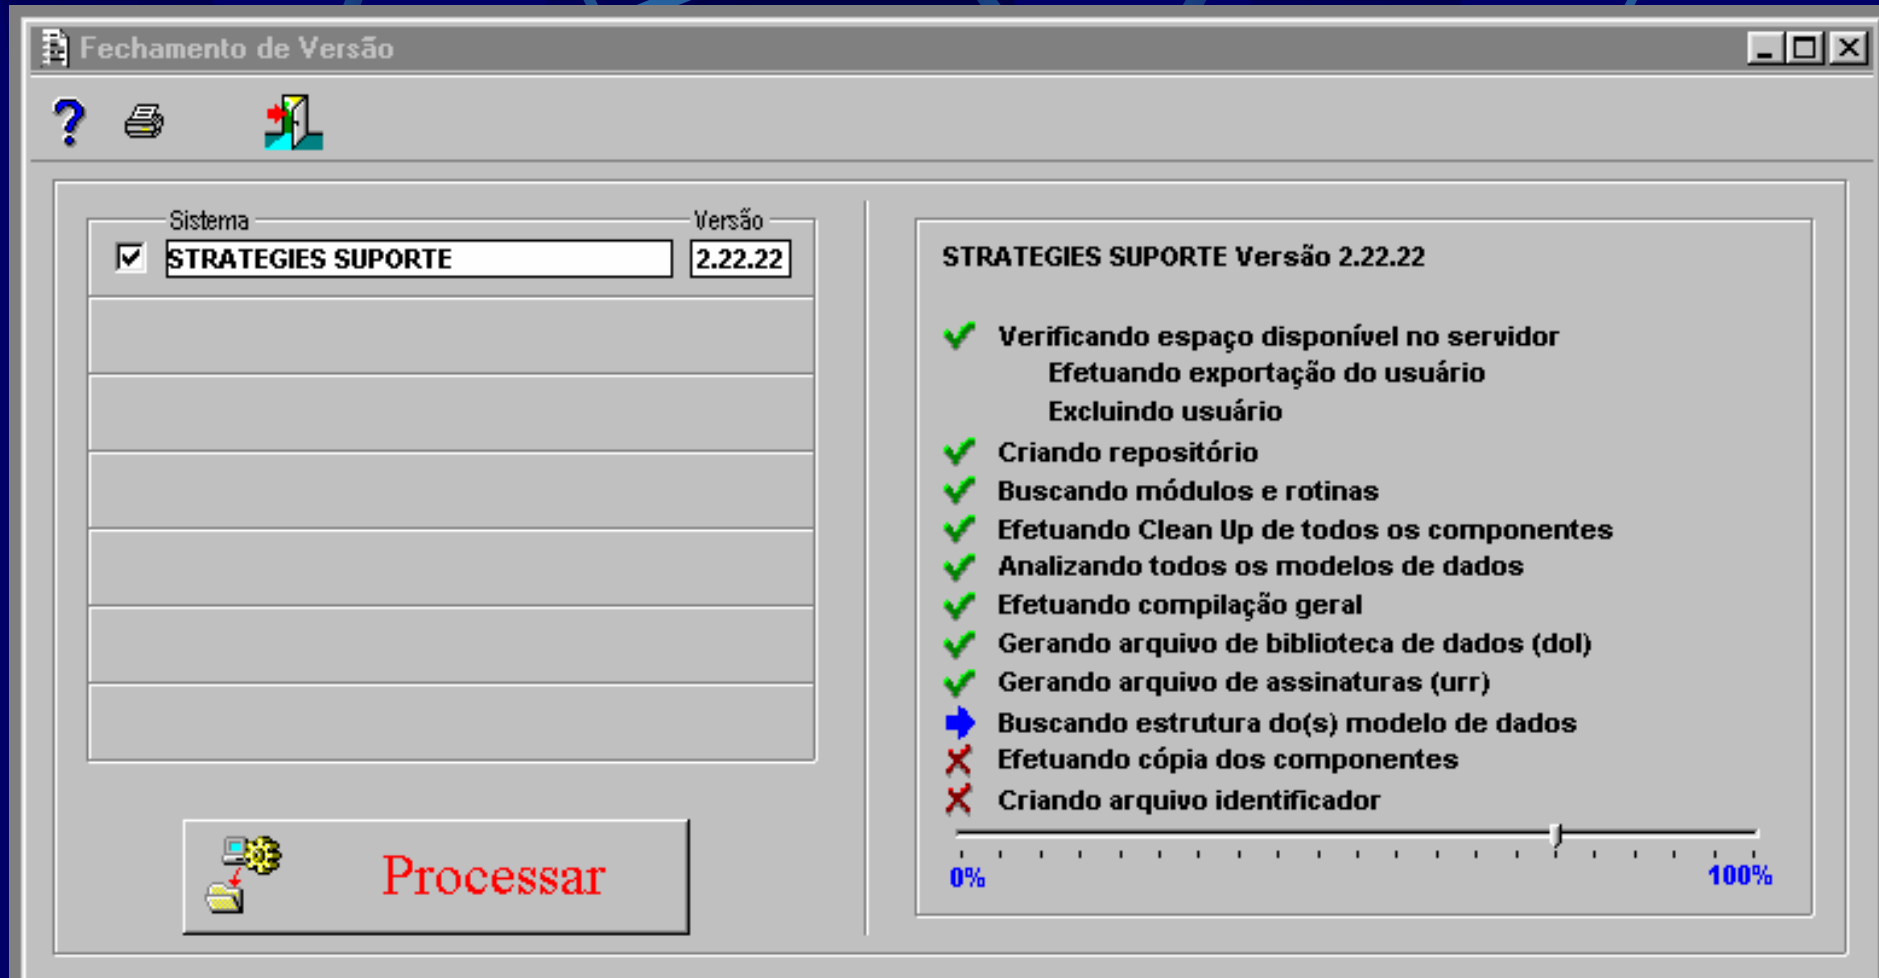 Fechamento de Versão
Sistema Versão
STRATEGIES SUPORTE 2.22.22
Processar
STRATEGIES SUPORTE Versão 2.22.22
Verificando espaço disponível no servidor
Efetuando exportação do usuário
Excluindo usuário
Criando repositório
Buscando módulos e rotinas
Efetuando Clean Up de todos os componentes
Analizando todos os modelos de dados
Efetuando compilação geral
Gerando arquivo de biblioteca de dados (dol)
Gerando arquivo de assinaturas (urr)
Buscando estrutura do(s) modelo de dados
Efetuando cópia dos componentes
Criando arquivo identificador
0% 100%